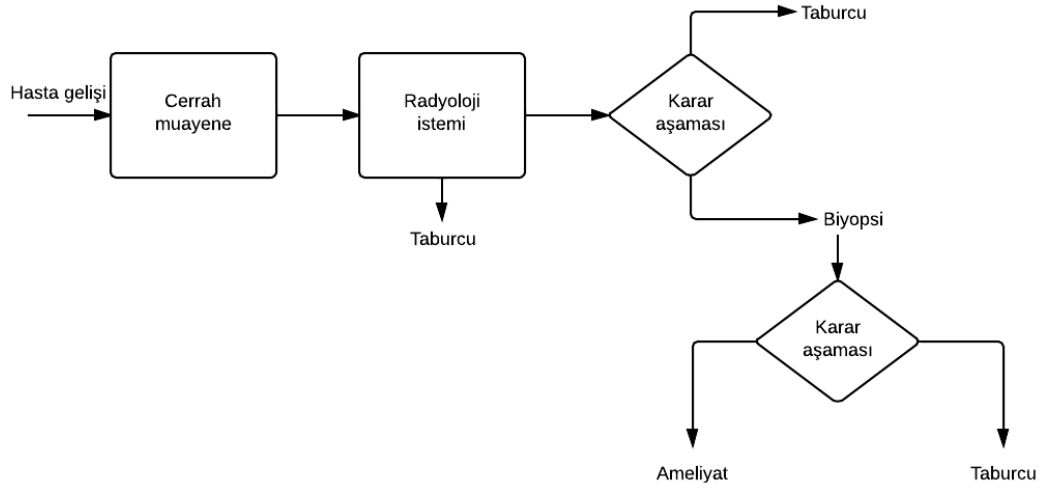 Taburcu
Hasta gelişi
Cerrah
muayene
Radyoloji
istemi
Karar
aşaması
Taburcu
Biyopsi
Karar
aşaması
Ameliyat
Taburcu